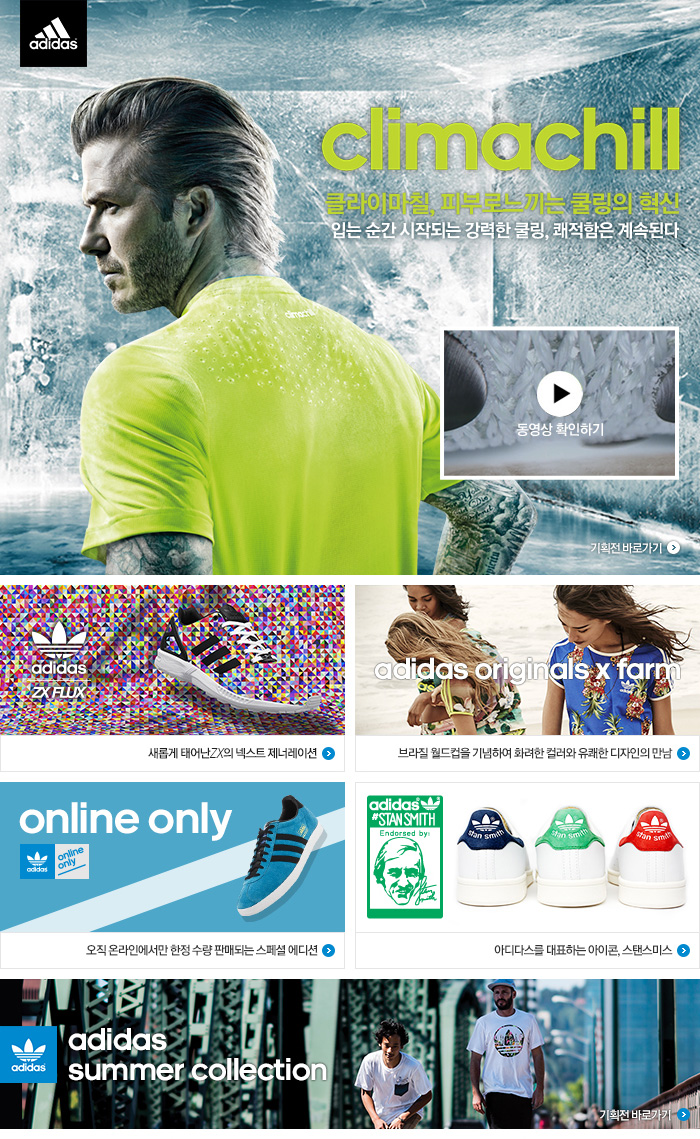 adidas
climachill
클라이마칠, 피부로느끼는 쿨링의 혁신
입는 순간 시작되는 강력한 쿨링, 쾌적함은 계속된다
climachill
동영상 확인하기
기획전 바로가기
adidas
ZX FLUX
새롭게 태어난ZX의 넥스트 제너레이션
adidas originals x farm
adidas
브라질 월드컵을 기념하여 화려한 컬러와 유쾌한 디자인의 만남
online only
adidas
online
only
오직 온라인에서만 한정 수량 판매되는 스페셜 에디션
adidas
#STAN SMITH
Endorsed by:
stan smith
stan smith
stan smith
아디다스를 대표하는 아이콘, 스탠스미스
adidas
adidas
summer collection
기획전 바로가기